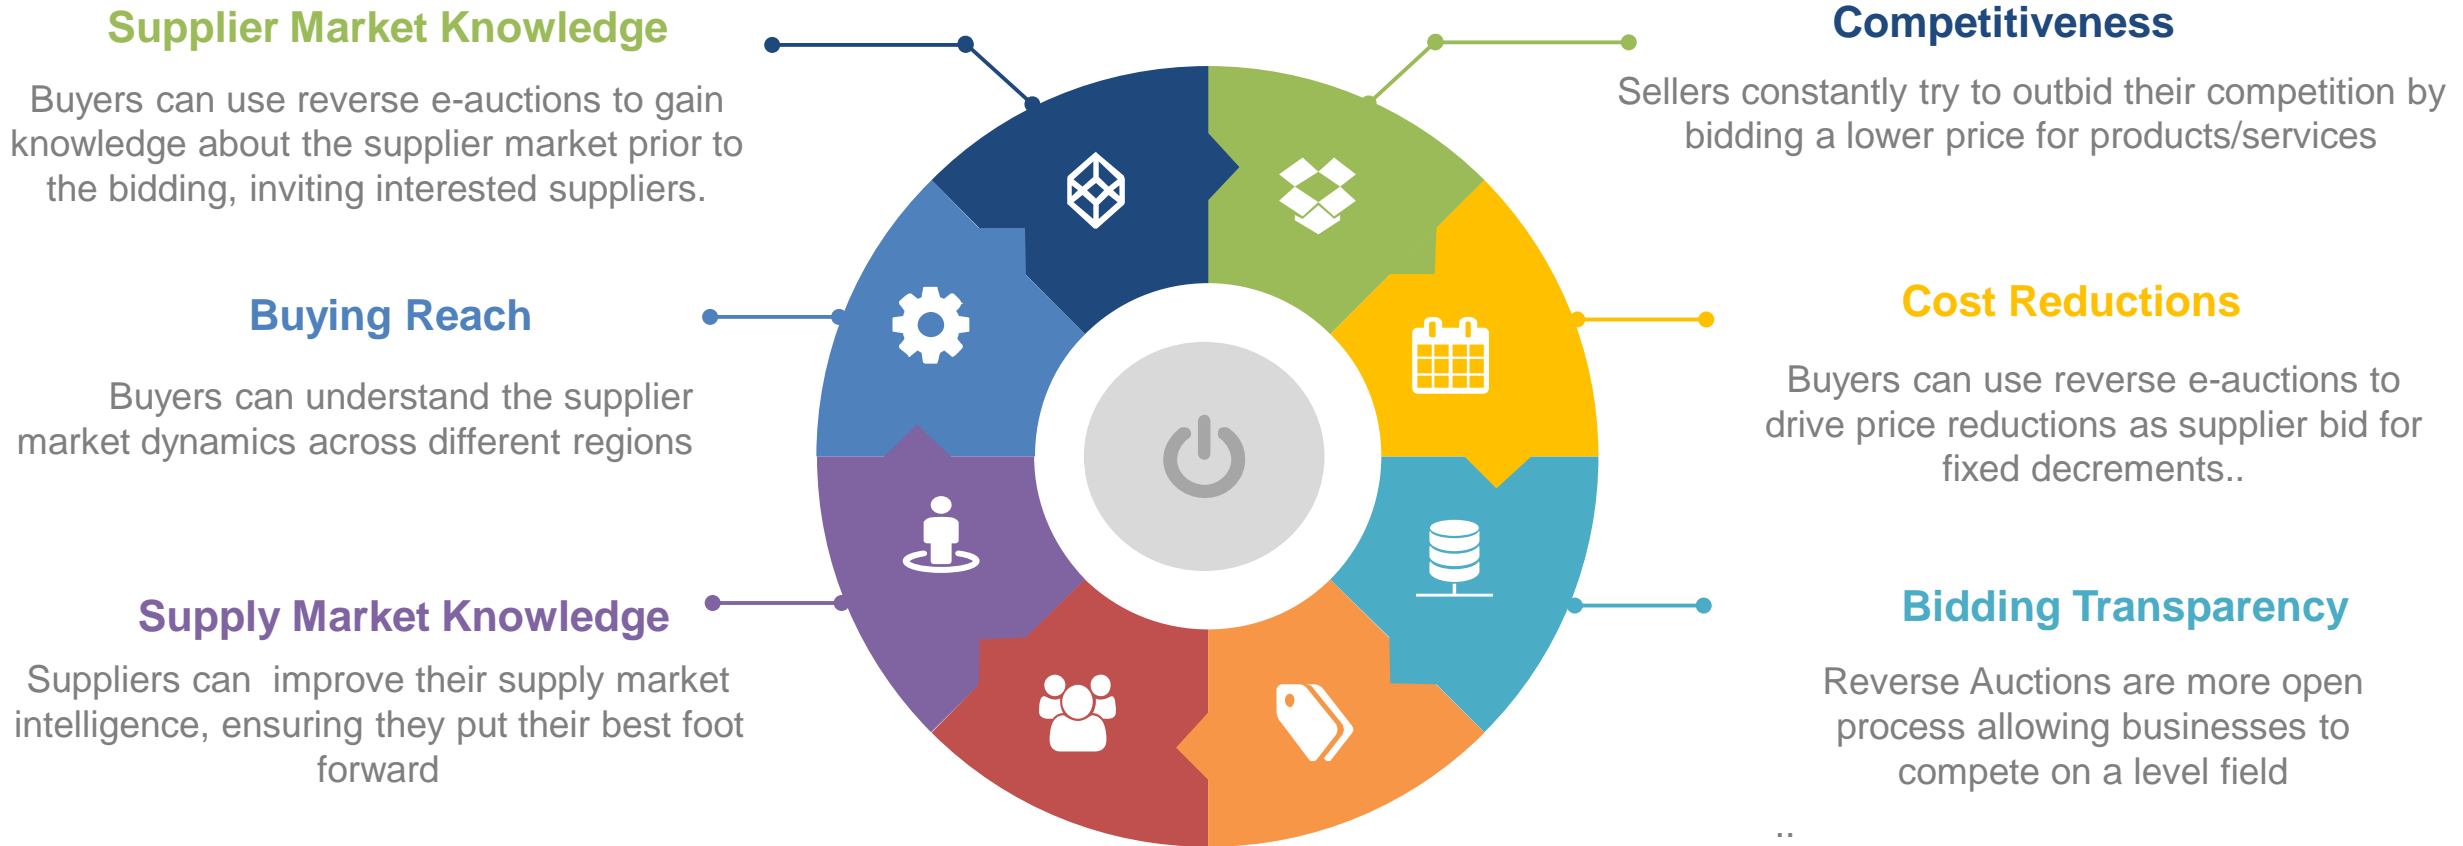 Supplier Market Knowledge
Buyers can use reverse e-auctions to gain
knowledge about the supplier market prior to
the bidding, inviting interested suppliers.
Buying Reach
Buyers can understand the supplier
market dynamics across different regions
Supply Market Knowledge
Suppliers can  improve their supply market
intelligence, ensuring they put their best foot
forward
Competitiveness
Sellers constantly try to outbid their competition by
bidding a lower price for products/services
Cost Reductions
Buyers can use reverse e-auctions to
drive price reductions as supplier bid for
fixed decrements..
Bidding Transparency
Reverse Auctions are more open
process allowing businesses to
compete on a level field
..